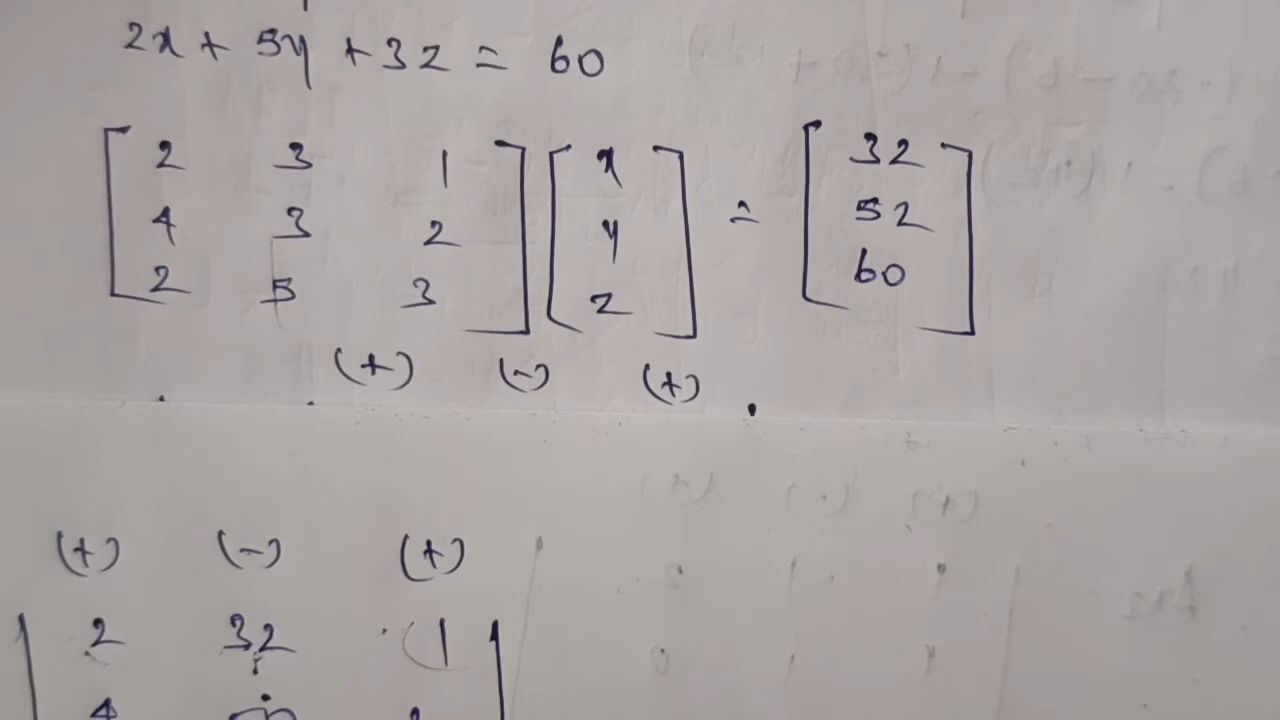 2x + 5y + 3z = 60
[ 2 3 1 ] [ x ] = [ 32 ]
[ 4 3 2 ] [ y ] [ 52 ]
[ 2 5 3 ] [ z ] [ 60 ]
(+) (-) (+)
(+) (-) (+)
| 2 32 1 |
4